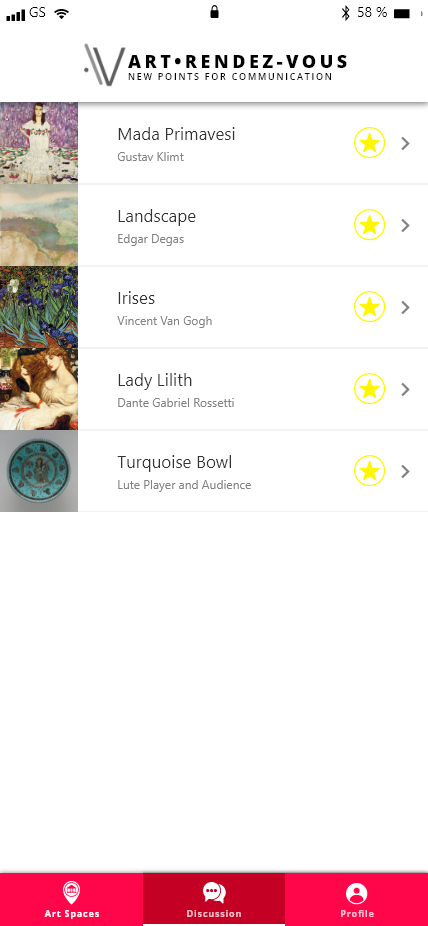 GS 58 %
ART•RENDEZ-VOUS
NEW POINTS FOR COMMUNICATION
Mada Primavesi
Gustav Klimt
Landscape
Edgar Degas
Irises
Vincent Van Gogh
Lady Lilith
Dante Gabriel Rossetti
Turquoise Bowl
Lute Player and Audience
Art Spaces Discussion Profile